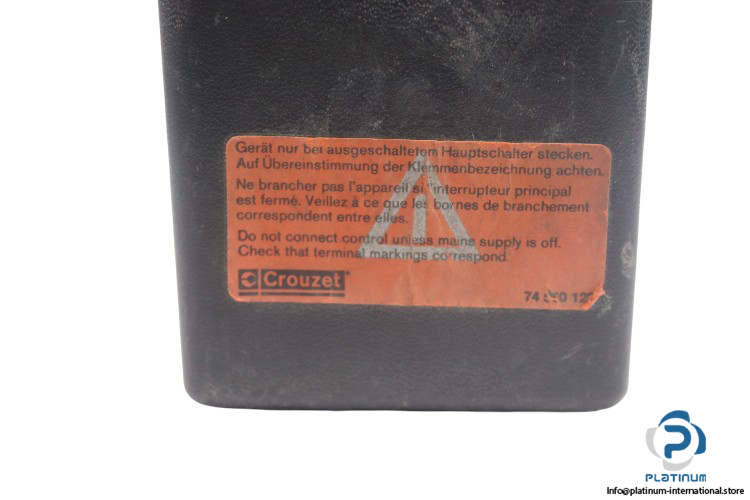 Gerät nur bei ausgeschaltetem Hauptschalter stecken.
Auf Übereinstimmung der Klemmenbezeichnung achten.
Ne brancher pas l'appareil si l'interrupteur principal
est fermé. Veillez à ce que les bornes de branchement
correspondent entre elles.
Do not connect control unless mains supply is off.
Check that terminal markings correspond.
Crouzet
74
PLATINUM
Info@platinum-international.store